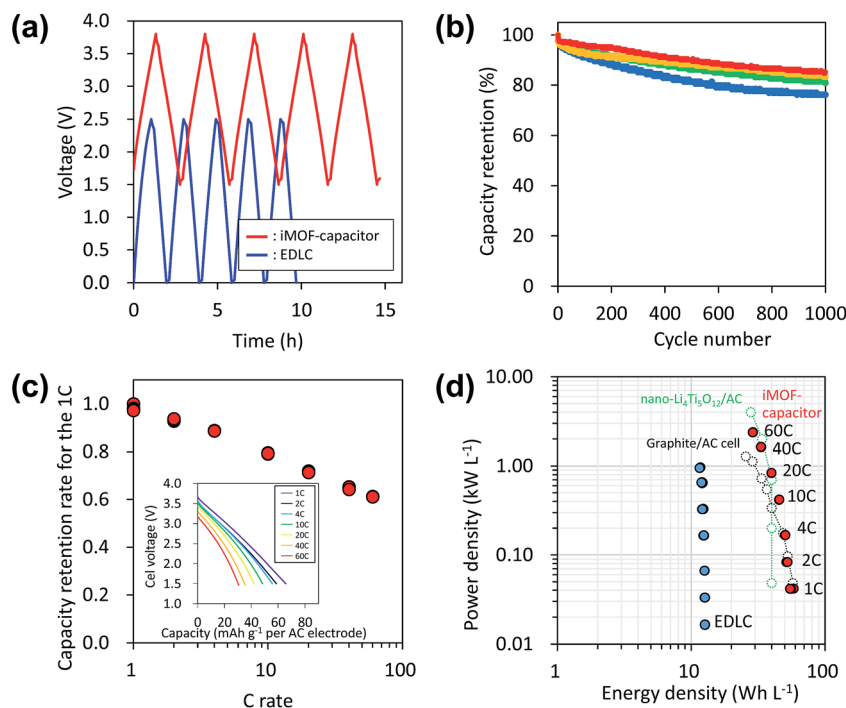 (a)
4.0
3.5
3.0
2.5
2.0
1.5
1.0
0.5
0.0
Voltage (V)
: iMOF-capacitor
: EDLC
0 5 10 15
Time (h)
(b)
100
80
60
40
20
0
Capacity retention (%)
200 400 600 800 1000
Cycle number
(c)
1.0
0.8
0.6
0.4
0.2
0.0
Capacity retention rate for the 1C
4.0
3.5
3.0
2.5
2.0
1.5
1.0
Cel voltage (V)
1C
2C
4C
10C
20C
40C
60C
0 20 40 60 80
Capacity (mAh g-1 per AC electrode)
1 10 100
C rate
(d)
10.00
1.00
0.10
0.01
Power density (kW L-1)
nano-Li4Ti5O12/AC
iMOF-
capacitor
Graphite/AC cell
60C
40C
20C
10C
4C
2C
1C
EDLC
1 10 100
Energy density (Wh L-1)